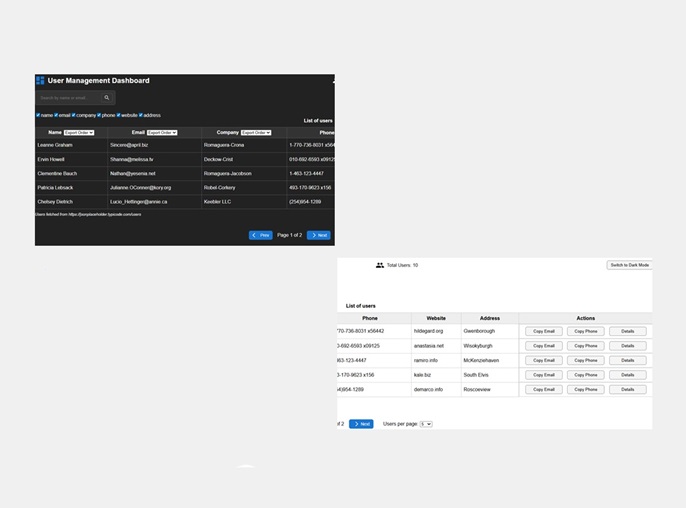 User Management Dashboard
Search by name or email
name email company phone website address
List of users
Name Export Order Email Export Order Company Export Order Phone
Leanne Graham Sincere@april.biz Romaguera-Crona 1-770-736-8031 x564
Ervin Howell Shanna@melissa.tv Deckow-Crist 010-692-6593 x0912
Clementine Bauch Nathan@yesenia.net Romaguera-Jacobson 1-463-123-4447
Patricia Lebsack Julianne.OConner@kory.org Robel-Corkery 493-170-9623 x156
Chelsey Dietrich Lucio_Hettinger@annie.ca Keebler LLC (254)954-1289
Users fetched from https://jsonplaceholder.typicode.com/users
Prev Page 1 of 2 Next
Total Users: 10 Switch to Dark Mode
List of users
Phone Website Address Actions
70-736-8031 x56442 hildegard.org Gwenborough Copy Email Copy Phone Details
0-692-6593 x09125 anastasia.net Wisokyburgh Copy Email Copy Phone Details
463-123-4447 ramiro.info McKenziehaven Copy Email Copy Phone Details
3-170-9623 x156 kale.biz South Elvis Copy Email Copy Phone Details
54)954-1289 demarco.info Roscoeview Copy Email Copy Phone Details
of 2 Next Users per page: 5